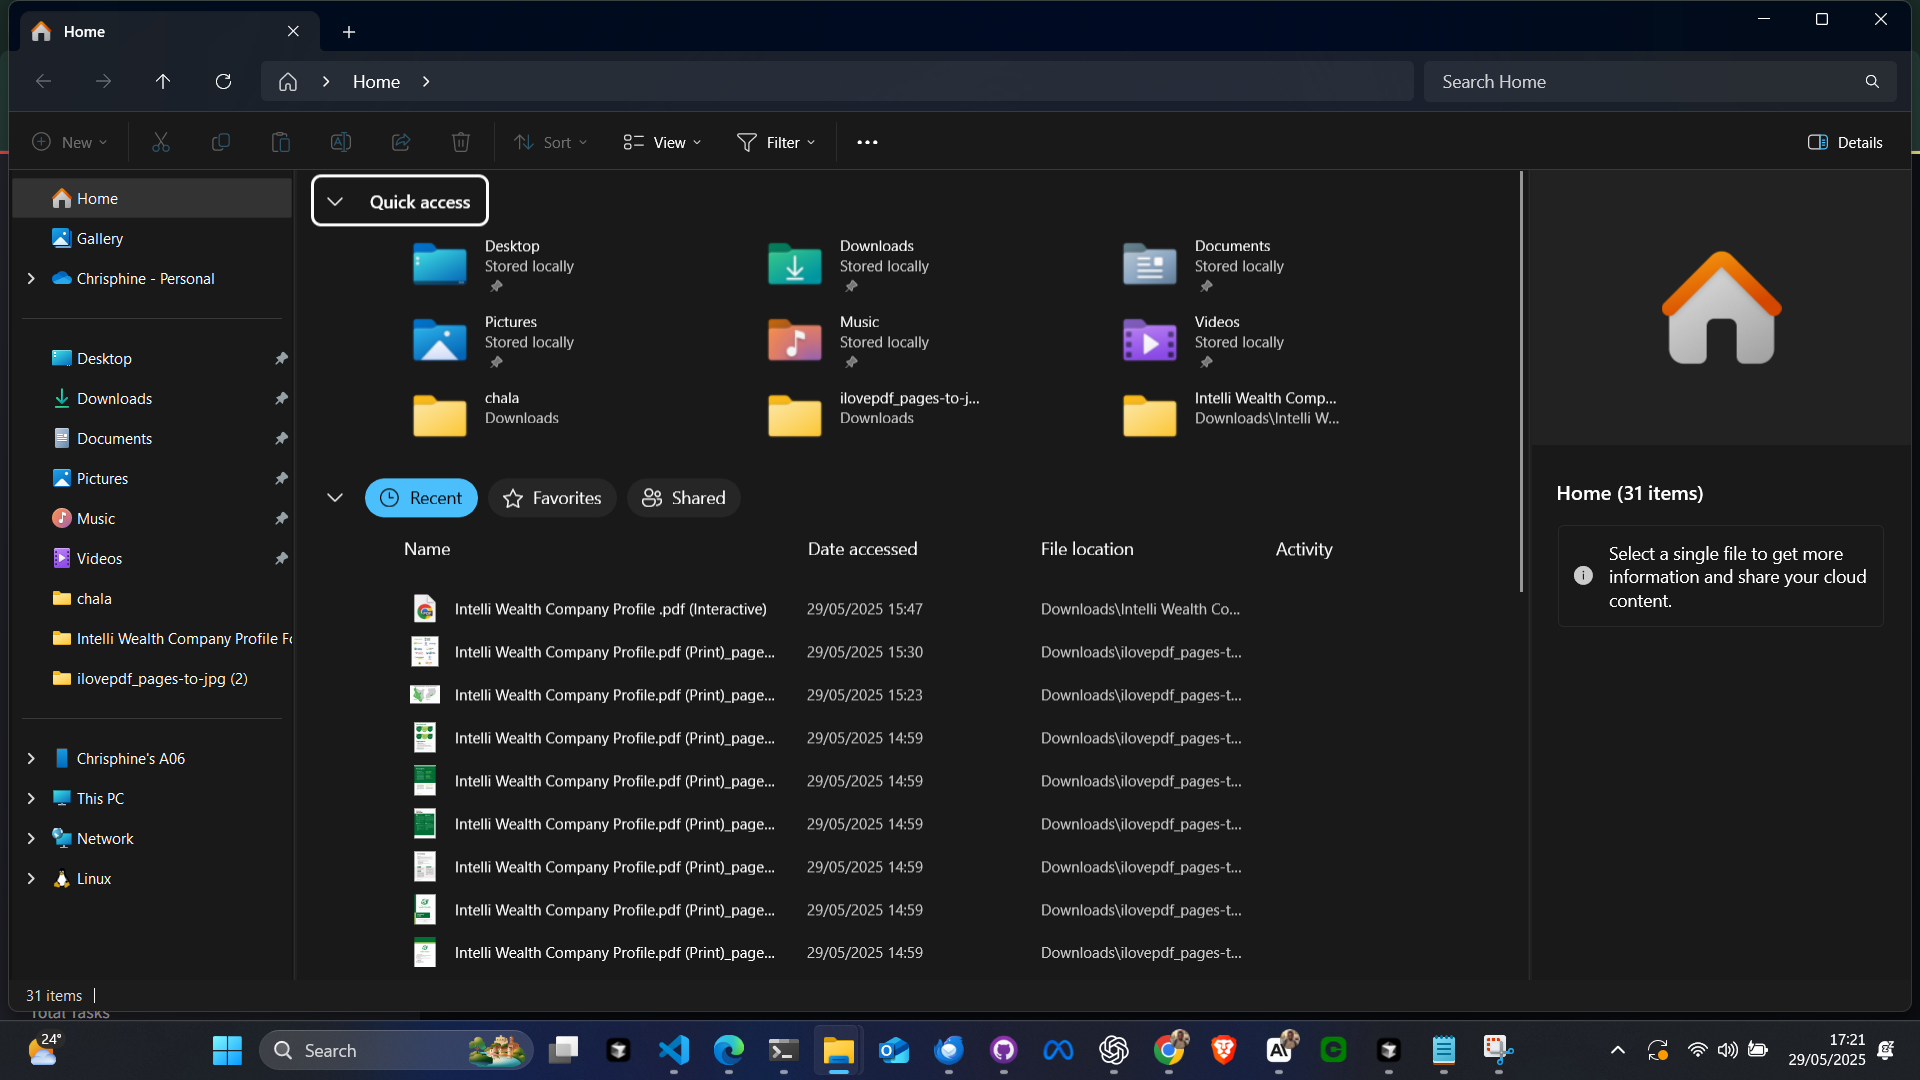 Home
Home
Search Home
New
Sort
View
Filter
Details
Home
Gallery
Chrisphine - Personal
Desktop
Downloads
Documents
Pictures
Music
Videos
chala
Intelli Wealth Company Profile Fo
ilovepdf_pages-to-jpg (2)
Chrisphine's A06
This PC
Network
Linux
Quick access
Desktop
Stored locally
Downloads
Stored locally
Documents
Stored locally
Pictures
Stored locally
Music
Stored locally
Videos
Stored locally
chala
Downloads
ilovepdf_pages-to-j...
Downloads
Intelli Wealth Comp...
Downloads\Intelli W...
Recent Favorites Shared
Name Date accessed File location Activity
Intelli Wealth Company Profile .pdf (Interactive) 29/05/2025 15:47 Downloads\Intelli Wealth Co...
Intelli Wealth Company Profile.pdf (Print)_page... 29/05/2025 15:30 Downloads\ilovepdf_pages-t...
Intelli Wealth Company Profile.pdf (Print)_page... 29/05/2025 15:23 Downloads\ilovepdf_pages-t...
Intelli Wealth Company Profile.pdf (Print)_page... 29/05/2025 14:59 Downloads\ilovepdf_pages-t...
Intelli Wealth Company Profile.pdf (Print)_page... 29/05/2025 14:59 Downloads\ilovepdf_pages-t...
Intelli Wealth Company Profile.pdf (Print)_page... 29/05/2025 14:59 Downloads\ilovepdf_pages-t...
Intelli Wealth Company Profile.pdf (Print)_page... 29/05/2025 14:59 Downloads\ilovepdf_pages-t...
Intelli Wealth Company Profile.pdf (Print)_page... 29/05/2025 14:59 Downloads\ilovepdf_pages-t...
Intelli Wealth Company Profile.pdf (Print)_page... 29/05/2025 14:59 Downloads\ilovepdf_pages-t...
Home (31 items)
Select a single file to get more
information and share your cloud
content.
31 items
Total Tasks
24°
Search
17:21
29/05/2025